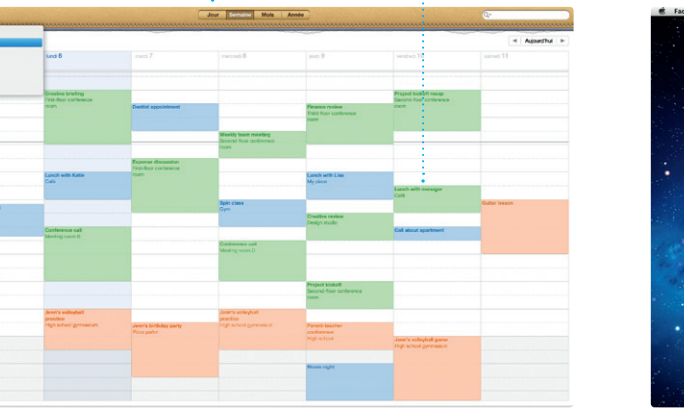 Jour Semaine Mois Année
Aujourd'hui
lundi 6
mardi 7
mercredi 8
jeudi 9
vendredi 10
samedi 11
Creative briefing
First-floor conference
room
Lunch with Katie
Café
Conference call
Meeting room B
Jenn's volleyball
practice
High school gymnasium
Dentist appointment
Expense discussion
First-floor conference
room
Jenn's birthday party
Pizza parlor
Weekly team meeting
Second-floor conference
room
Spin class
Gym
Conference call
Meeting room D
Jenn's volleyball
practice
High school gymnasium
Finance review
Third-floor conference
room
Lunch with Lisa
My place
Creative review
Design studio
Project kickoff
Second-floor conference
room
Parent-teacher
conference
High school
Movie night
Project kickoff recap
Second-floor conference
room
Lunch with manager
Café
Call about apartment
Jenn's volleyball game
High school gymnasium
Guitar lesson